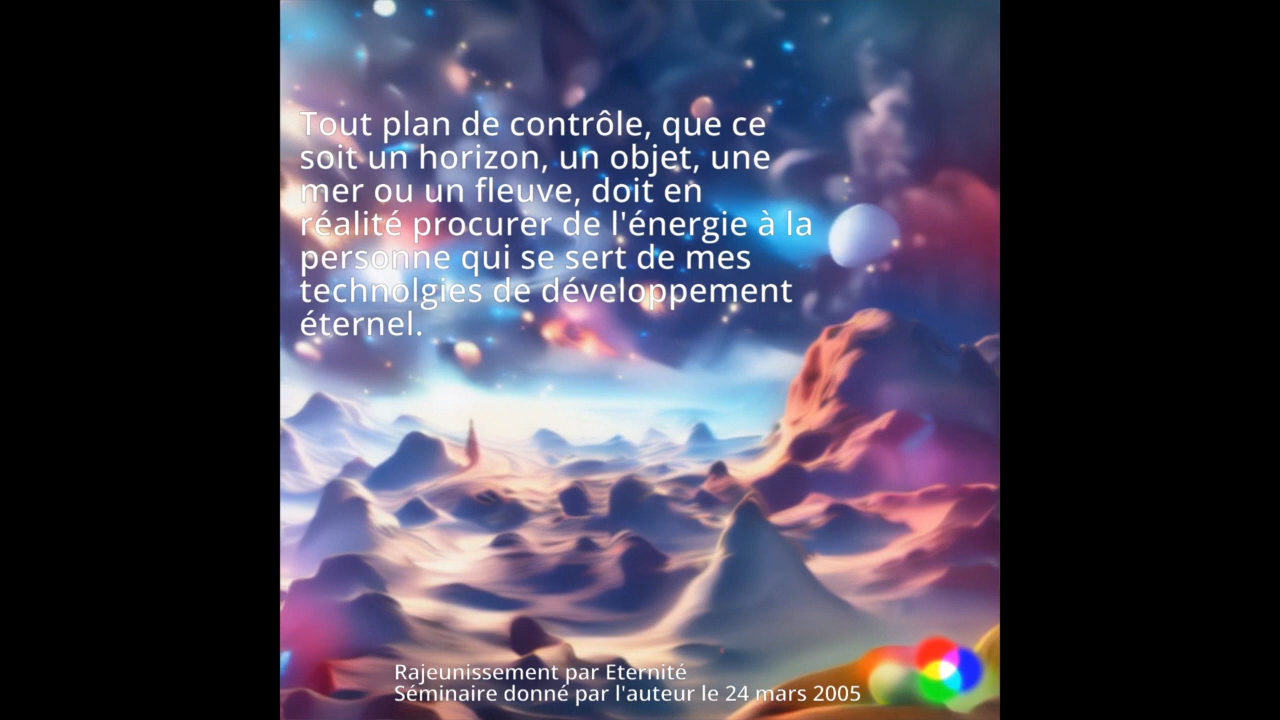 Tout plan de contrôle, que ce
soit un horizon, un objet, une
mer ou un fleuve, doit en
réalité procurer de l'énergie à la
personne qui se sert de mes
technolgies de développement
éternel.
Rajeunissement par Eternité
Séminaire donné par l'auteur le 24 mars 2005